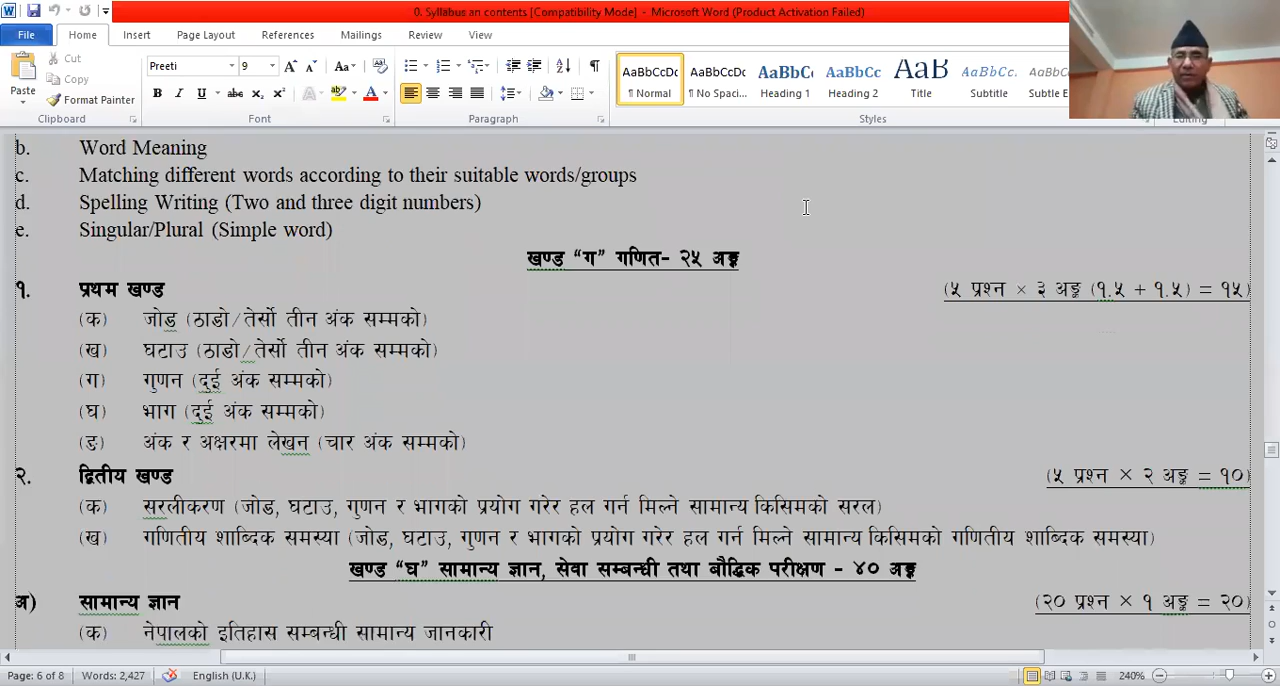 0. Syllabus an contents [Compatibility Mode] - Microsoft Word (Product Activation Failed)
File Home Insert Page Layout References Mailings Review View
Cut
Copy
Format Painter
Paste
Clipboard
Preeti 9
Font
Paragraph
AaBbCcDc AaBbCcDc AaBbC AaBbCc AaB AaBbCc. AaBbC
¶ Normal ¶ No Spaci... Heading 1 Heading 2 Title Subtitle Subtle E
Styles
Editing
b. Word Meaning
c. Matching different words according to their suitable words/groups
d. Spelling Writing (Two and three digit numbers)
e. Singular/Plural (Simple word)
खण्ड “ग” गणित- २५ अङ्क
१. प्रथम खण्ड (५ प्रश्न × ३ अङ्क (१.५ + १.५) = १५)
(क) जोड (ठाडो/तेर्सो तीन अंक सम्मको)
(ख) घटाउ (ठाडो/तेर्सो तीन अंक सम्मको)
(ग) गुणन (दुई अंक सम्मको)
(घ) भाग (दुई अंक सम्मको)
(ङ) अंक र अक्षरमा लेखन (चार अंक सम्मको)
२. द्वितीय खण्ड (५ प्रश्न × २ अङ्क = १०)
(क) सरलीकरण (जोड, घटाउ, गुणन र भागको प्रयोग गरेर हल गर्न मिल्ने सामान्य किसिमको सरल)
(ख) गणितीय शाब्दिक समस्या (जोड, घटाउ, गुणन र भागको प्रयोग गरेर हल गर्न मिल्ने सामान्य किसिमको गणितीय शाब्दिक समस्या)
खण्ड “घ” सामान्य ज्ञान, सेवा सम्बन्धी तथा बौद्धिक परीक्षण - ४० अङ्क
अ) सामान्य ज्ञान (२० प्रश्न × १ अङ्क = २०)
(क) नेपालको इतिहास सम्बन्धी सामान्य जानकारी
Page: 6 of 8 Words: 2,427 English (U.K.) 240%